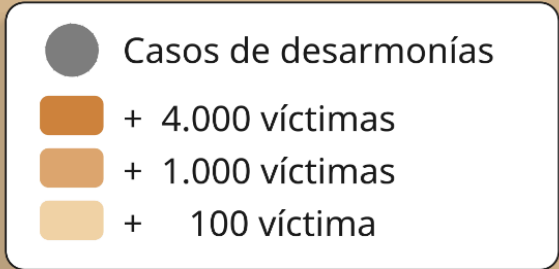 Casos de desarmonías
+ 4.000 víctimas
+ 1.000 víctimas
+ 100 víctima